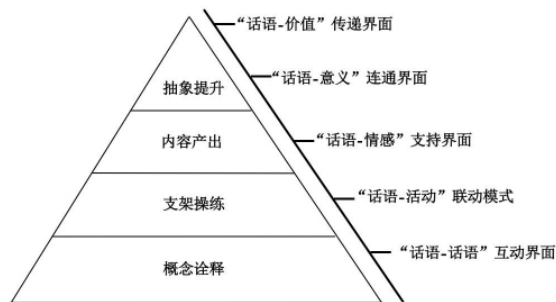 “话语-价值”传递界面
“话语-意义”连通界面
抽象提升
“话语-情感”支持界面
内容产出
“话语-活动”联动模式
支架操练
“话语-话语”互动界面
概念诠释